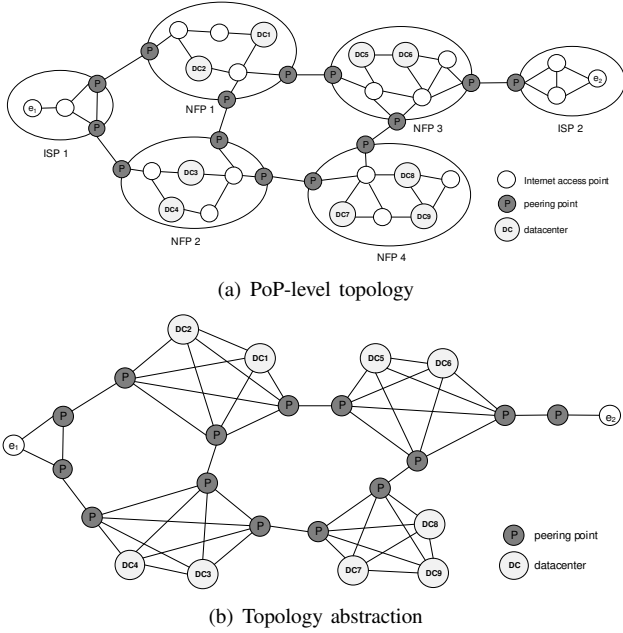 DC1
P
DC2
P
P
P
NFP 1
DC5
DC6
P
P
P
NFP 3
e₂
ISP 2
e₁
P
ISP 1
P
P
P
DC3
DC4
P
P
NFP 2
P
DC8
DC7
DC9
NFP 4
Internet access point
P peering point
DC datacenter
(a) PoP-level topology
DC2
DC1
DC5
DC6
P
P
P
P
P
e₂
P
P
P
e₁
P
P
P
P
P
P
P
DC8
DC4
DC3
DC7
DC9
P peering point
DC datacenter
(b) Topology abstraction